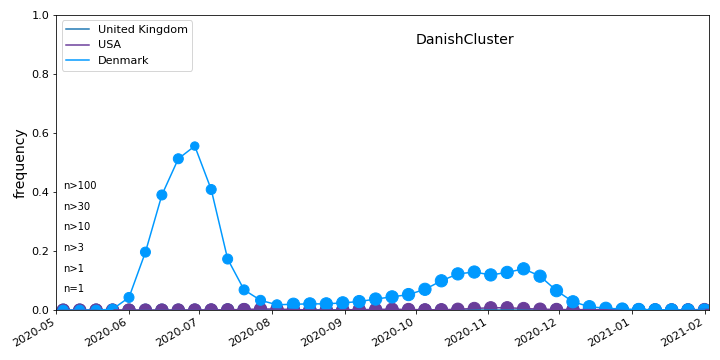 DanishCluster
United Kingdom
USA
Denmark
frequency
1.0
0.8
0.6
0.4
0.2
0.0
n>100
n>30
n>10
n>3
n>1
n=1
2020-05
2020-06
2020-07
2020-08
2020-09
2020-10
2020-11
2020-12
2021-01
2021-02